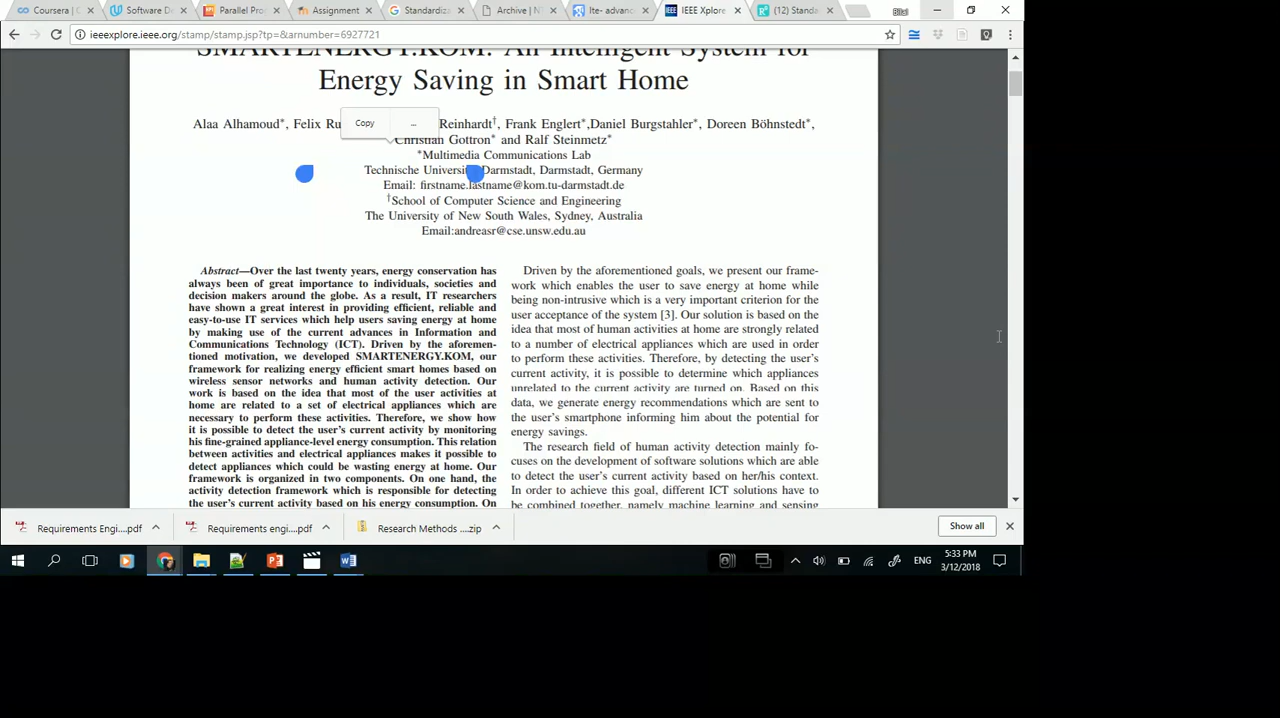 Coursera | C
Software De
Parallel Prog
Assignment
Standardiza
Archive | N
lte- advanc
IEEE Xplore
(12) Standa
Bilal
ieeexplore.ieee.org/stamp/stamp.jsp?tp=&arnumber=6927721
SMARTENERGY.KOM: An Intelligent System for
Energy Saving in Smart Home
Copy ...
Alaa Alhamoud*, Felix Ru Reinhardt†, Frank Englert*,Daniel Burgstahler*, Doreen Böhnstedt*,
Christian Gottron* and Ralf Steinmetz*
*Multimedia Communications Lab
Technische Universit Darmstadt, Darmstadt, Germany
Email: firstname.lastname@kom.tu-darmstadt.de
†School of Computer Science and Engineering
The University of New South Wales, Sydney, Australia
Email:andreasr@cse.unsw.edu.au
Abstract—Over the last twenty years, energy conservation has
always been of great importance to individuals, societies and
decision makers around the globe. As a result, IT researchers
have shown a great interest in providing efficient, reliable and
easy-to-use IT services which help users saving energy at home
by making use of the current advances in Information and
Communications Technology (ICT). Driven by the aforemen-
tioned motivation, we developed SMARTENERGY.KOM, our
framework for realizing energy efficient smart homes based on
wireless sensor networks and human activity detection. Our
work is based on the idea that most of the user activities at
home are related to a set of electrical appliances which are
necessary to perform these activities. Therefore, we show how
it is possible to detect the user's current activity by monitoring
his fine-grained appliance-level energy consumption. This relation
between activities and electrical appliances makes it possible to
detect appliances which could be wasting energy at home. Our
framework is organized in two components. On one hand, the
activity detection framework which is responsible for detecting
the user's current activity based on his energy consumption. On
Driven by the aforementioned goals, we present our frame-
work which enables the user to save energy at home while
being non-intrusive which is a very important criterion for the
user acceptance of the system [3]. Our solution is based on the
idea that most of human activities at home are strongly related
to a number of electrical appliances which are used in order
to perform these activities. Therefore, by detecting the user's
current activity, it is possible to determine which appliances
unrelated to the current activity are turned on. Based on this
data, we generate energy recommendations which are sent to
the user's smartphone informing him about the potential for
energy savings.
The research field of human activity detection mainly fo-
cuses on the development of software solutions which are able
to detect the user's current activity based on her/his context.
In order to achieve this goal, different ICT solutions have to
be combined together, namely machine learning and sensing
Requirements Engi....pdf
Requirements engi....pdf
Research Methods ....zip
Show all
ENG
5:33 PM
3/12/2018